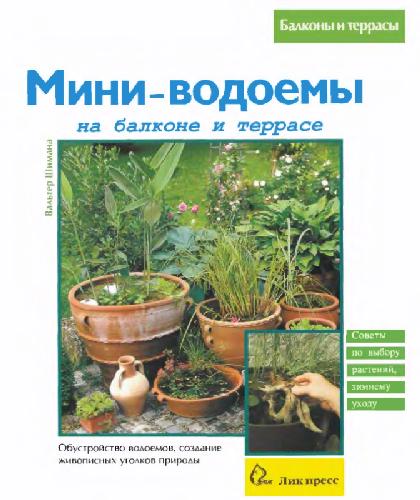 Балконы и террасы
Мини-водоемы
на балконе и террасе
Вальтер Шимана
Советы
по выбору
растений,
зимнему
уходу
Обустройство водоемов, создание
живописных уголков природы
Лик пресс